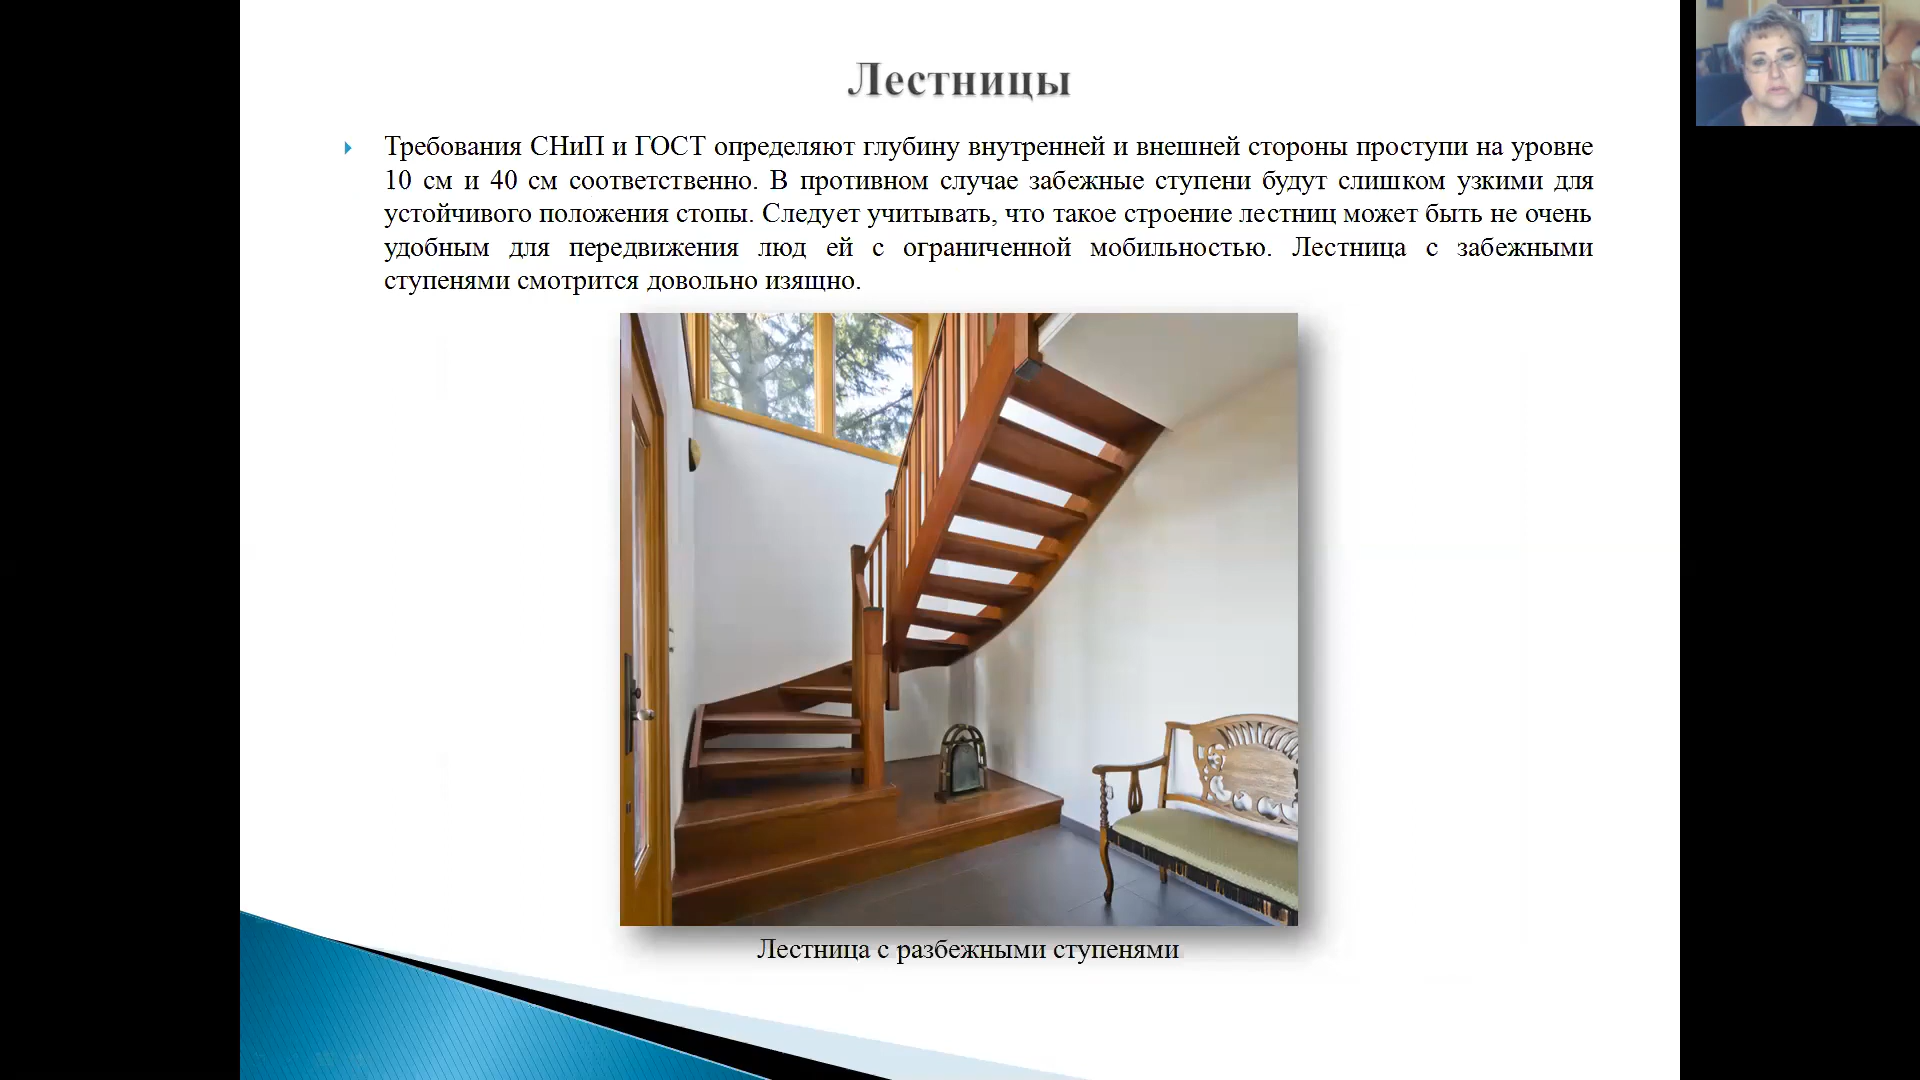 Лестницы
Требования СНиП и ГОСТ определяют глубину внутренней и внешней стороны проступи на уровне
10 см и 40 см соответственно. В противном случае забежные ступени будут слишком узкими для
устойчивого положения стопы. Следует учитывать, что такое строение лестниц может быть не очень
удобным для передвижения люд ей с ограниченной мобильностью. Лестница с забежными
ступенями смотрится довольно изящно.
Лестница с разбежными ступенями